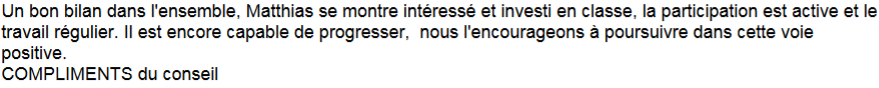 Un bon bilan dans l'ensemble, Matthias se montre intéressé et investi en classe, la participation est active et le
travail régulier. Il est encore capable de progresser,  nous l'encourageons à poursuivre dans cette voie
positive.
COMPLIMENTS du conseil